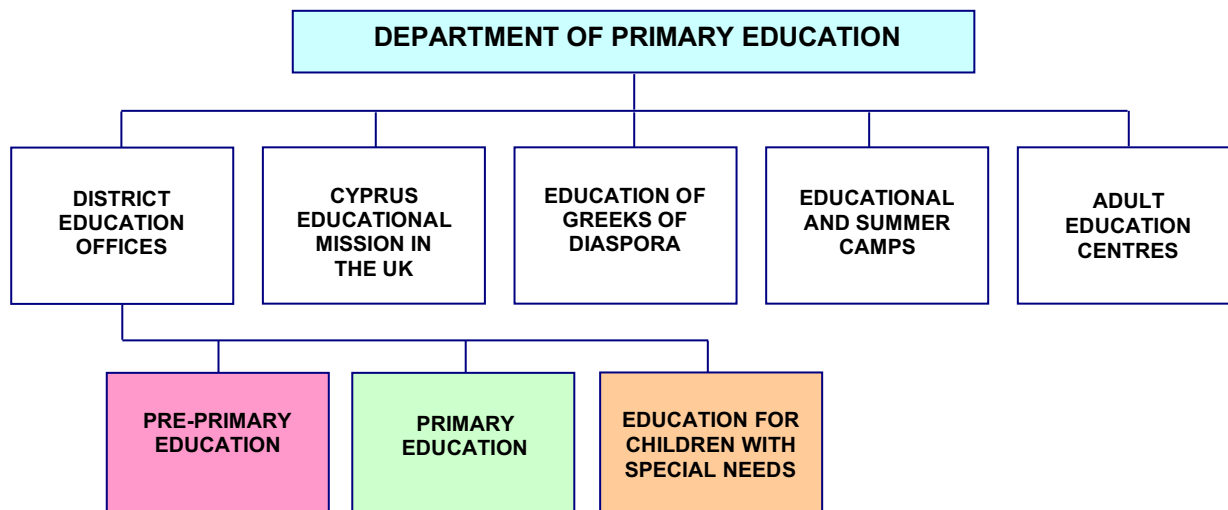 DEPARTMENT OF PRIMARY EDUCATION
DISTRICT
EDUCATION
OFFICES
CYPRUS
EDUCATIONAL
MISSION IN
THE UK
EDUCATION OF
GREEKS OF
DIASPORA
EDUCATIONAL
AND SUMMER
CAMPS
ADULT
EDUCATION
CENTRES
PRE-PRIMARY
EDUCATION
PRIMARY
EDUCATION
EDUCATION FOR
CHILDREN WITH
SPECIAL NEEDS